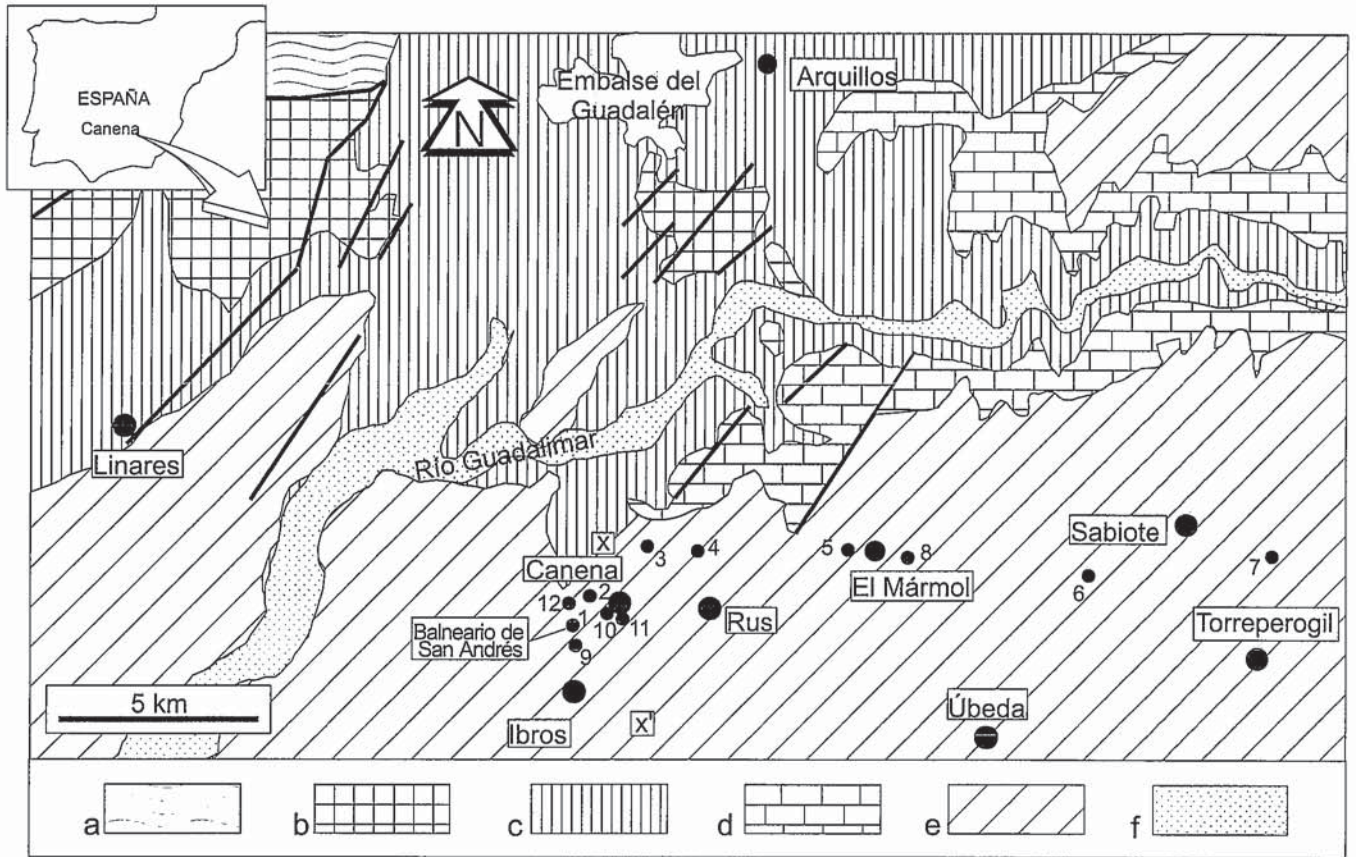 ESPAÑA
Canena
N
Embalse del
Guadalén
Arquillos
Linares
Río Guadalimar
X
3
4
5
El Mármol
8
Sabiote
7
6
Canena
2
12
1
10
11
Rus
Balneario de
San Andrés
9
Torreperogil
5 km
Ibros
X'
Úbeda
a
b
c
d
e
f